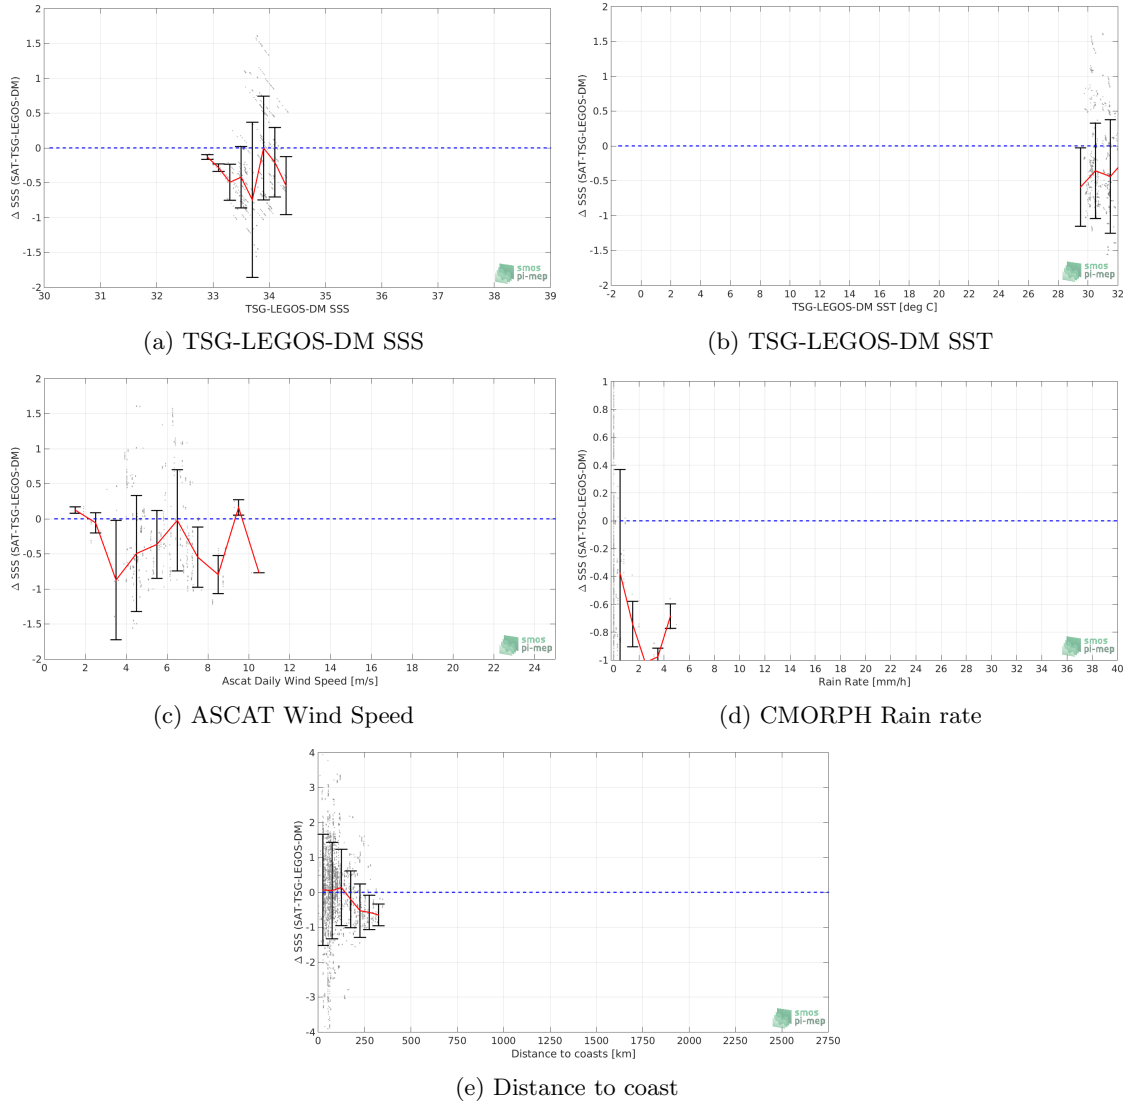 2
1.5
1
0.5
0
-0.5
-1
-1.5
-2
Δ SSS (SAT-TSG-LEGOS-DM)
30 31 32 33 34 35 36 37 38 39
TSG-LEGOS-DM SSS
smos
pi-mep
(a) TSG-LEGOS-DM SSS
2
1.5
1
0.5
0
-0.5
-1
-1.5
-2
Δ SSS (SAT-TSG-LEGOS-DM)
-2 0 2 4 6 8 10 12 14 16 18 20 22 24 26 28 30 32
TSG-LEGOS-DM SST [deg C]
smos
pi-mep
(b) TSG-LEGOS-DM SST
2
1.5
1
0.5
0
-0.5
-1
-1.5
-2
Δ SSS (SAT-TSG-LEGOS-DM)
0 2 4 6 8 10 12 14 16 18 20 22 24
Ascat Daily Wind Speed [m/s]
smos
pi-mep
(c) ASCAT Wind Speed
1
0.8
0.6
0.4
0.2
0
-0.2
-0.4
-0.6
-0.8
-1
Δ SSS (SAT-TSG-LEGOS-DM)
0 2 4 6 8 10 12 14 16 18 20 22 24 26 28 30 32 34 36 38 40
Rain Rate [mm/h]
smos
pi-mep
(d) CMORPH Rain rate
4
3
2
1
0
-1
-2
-3
-4
Δ SSS (SAT-TSG-LEGOS-DM)
0 250 500 750 1000 1250 1500 1750 2000 2250 2500 2750
Distance to coasts [km]
smos
pi-mep
(e) Distance to coast